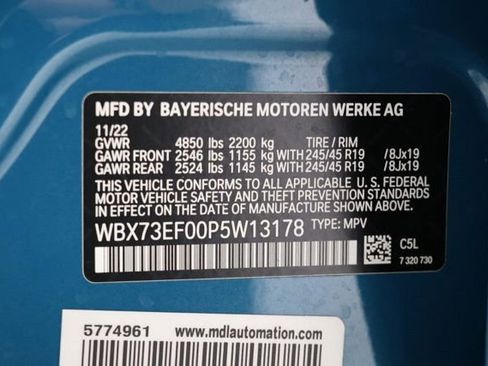 MFD BY BAYERISCHE MOTOREN WERKE AG
11/22
GVWR 4850 lbs 2200 kg TIRE / RIM
GAWR FRONT 2546 lbs 1155 kg WITH 245/45 R19 /8Jx19
GAWR REAR 2524 lbs 1145 kg WITH 245/45 R19 /8Jx19
THIS VEHICLE CONFORMS TO ALL APPLICABLE U. S. FEDERAL
MOTOR VEHICLE SAFETY AND THEFT PREVENTION STANDARDS
IN EFFECT ON THE DATE OF MANUFACTURE SHOWN ABOVE.
WBX73EF00P5W13178 TYPE: MPV
C5L
7 320 730
5774961 www.mdlautomation.com